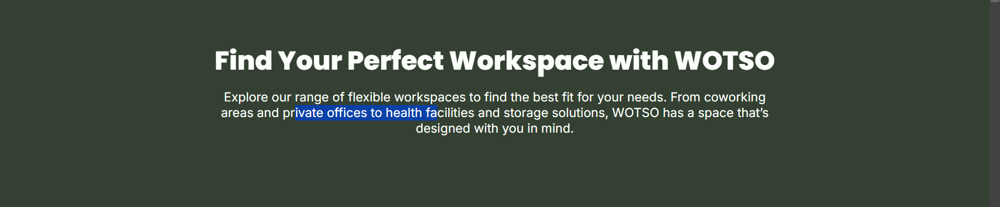 Find Your Perfect Workspace with WOTSO
Explore our range of flexible workspaces to find the best fit for your needs. From coworking
areas and private offices to health facilities and storage solutions, WOTSO has a space that’s
designed with you in mind.